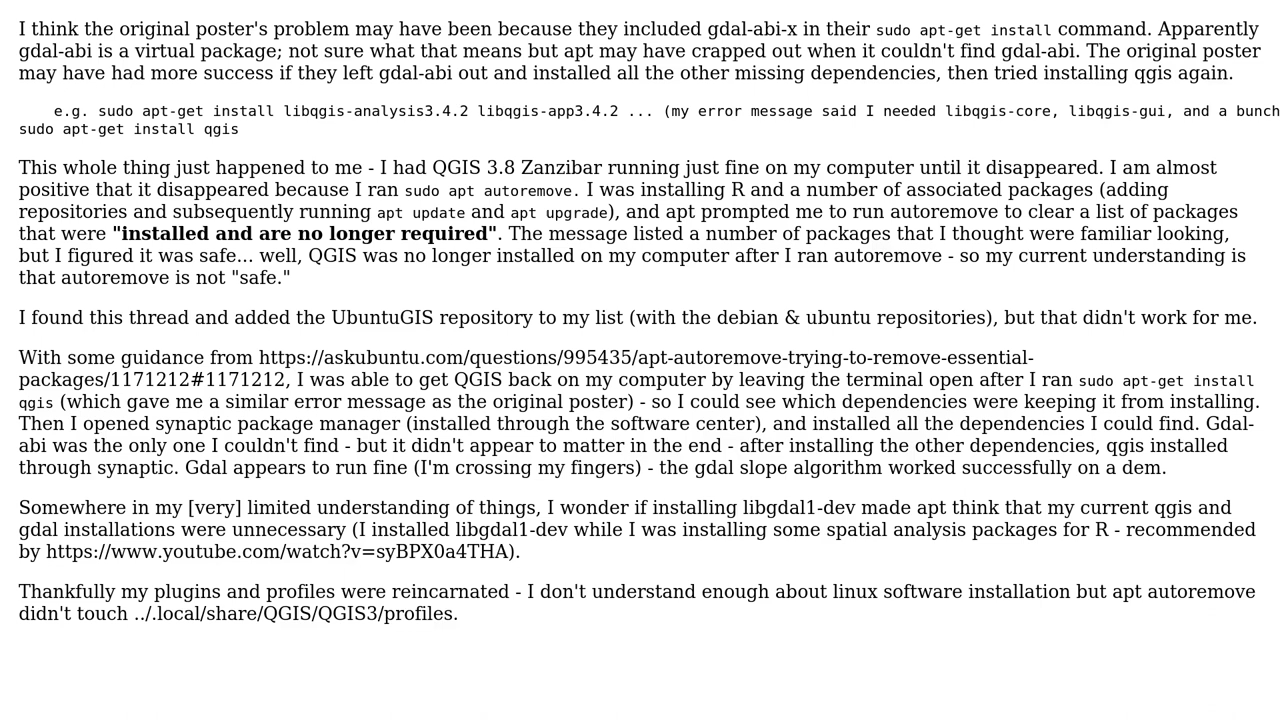 I think the original poster's problem may have been because they included gdal-abi-x in their sudo apt-get install command. Apparently
gdal-abi is a virtual package; not sure what that means but apt may have crapped out when it couldn't find gdal-abi. The original poster
may have had more success if they left gdal-abi out and installed all the other missing dependencies, then tried installing qgis again.
e.g. sudo apt-get install libqgis-analysis3.4.2 libqgis-app3.4.2 ... (my error message said I needed libqgis-core, libqgis-gui, and a bunch
sudo apt-get install qgis
This whole thing just happened to me - I had QGIS 3.8 Zanzibar running just fine on my computer until it disappeared. I am almost
positive that it disappeared because I ran sudo apt autoremove. I was installing R and a number of associated packages (adding
repositories and subsequently running apt update and apt upgrade), and apt prompted me to run autoremove to clear a list of packages
that were "installed and are no longer required". The message listed a number of packages that I thought were familiar looking,
but I figured it was safe... well, QGIS was no longer installed on my computer after I ran autoremove - so my current understanding is
that autoremove is not "safe."
I found this thread and added the UbuntuGIS repository to my list (with the debian & ubuntu repositories), but that didn't work for me.
With some guidance from https://askubuntu.com/questions/995435/apt-autoremove-trying-to-remove-essential-
packages/1171212#1171212, I was able to get QGIS back on my computer by leaving the terminal open after I ran sudo apt-get install
qgis (which gave me a similar error message as the original poster) - so I could see which dependencies were keeping it from installing.
Then I opened synaptic package manager (installed through the software center), and installed all the dependencies I could find. Gdal-
abi was the only one I couldn't find - but it didn't appear to matter in the end - after installing the other dependencies, qgis installed
through synaptic. Gdal appears to run fine (I'm crossing my fingers) - the gdal slope algorithm worked successfully on a dem.
Somewhere in my [very] limited understanding of things, I wonder if installing libgdal1-dev made apt think that my current qgis and
gdal installations were unnecessary (I installed libgdal1-dev while I was installing some spatial analysis packages for R - recommended
by https://www.youtube.com/watch?v=syBPX0a4THA).
Thankfully my plugins and profiles were reincarnated - I don't understand enough about linux software installation but apt autoremove
didn't touch ../.local/share/QGIS/QGIS3/profiles.